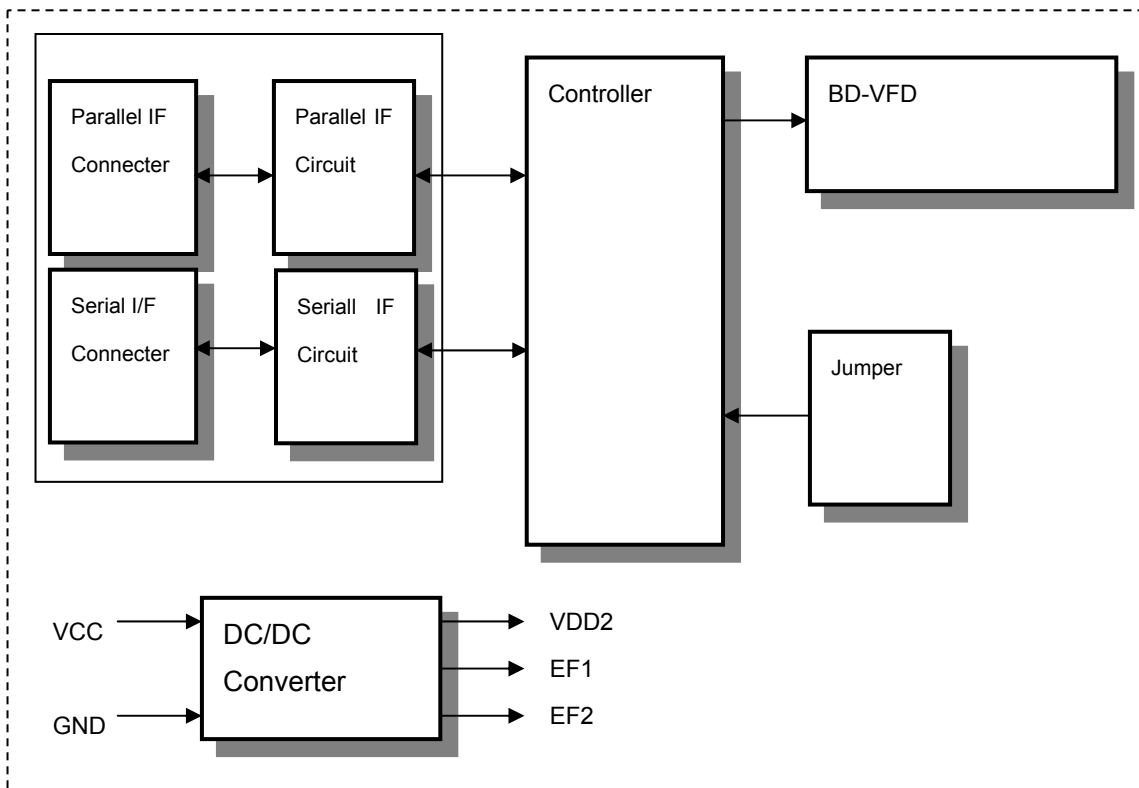 Parallel IF
Connecter
Parallel IF
Circuit
Controller
BD-VFD
Serial I/F
Connecter
Seriall IF
Circuit
Jumper
VCC
GND
DC/DC
Converter
VDD2
EF1
EF2